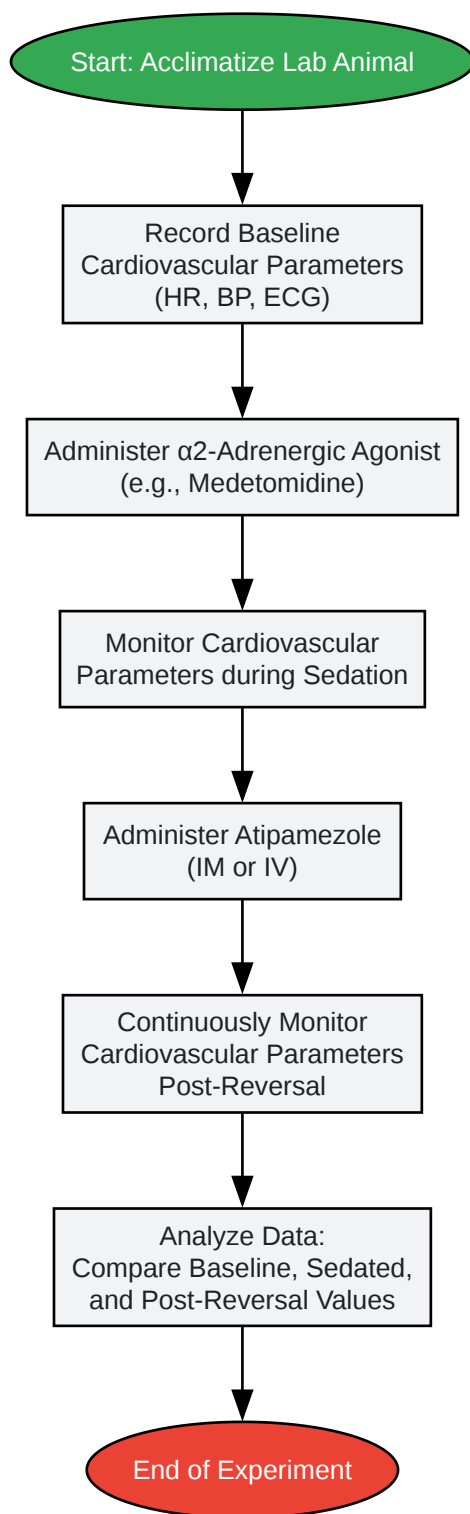 Start: Acclimatize Lab Animal
Record Baseline
Cardiovascular Parameters
(HR, BP, ECG)
Administer α2-Adrenergic Agonist
(e.g., Medetomidine)
Monitor Cardiovascular
Parameters during Sedation
Administer Atipamezole
(IM or IV)
Continuously Monitor
Cardiovascular Parameters
Post-Reversal
Analyze Data:
Compare Baseline, Sedated,
and Post-Reversal Values
End of Experiment